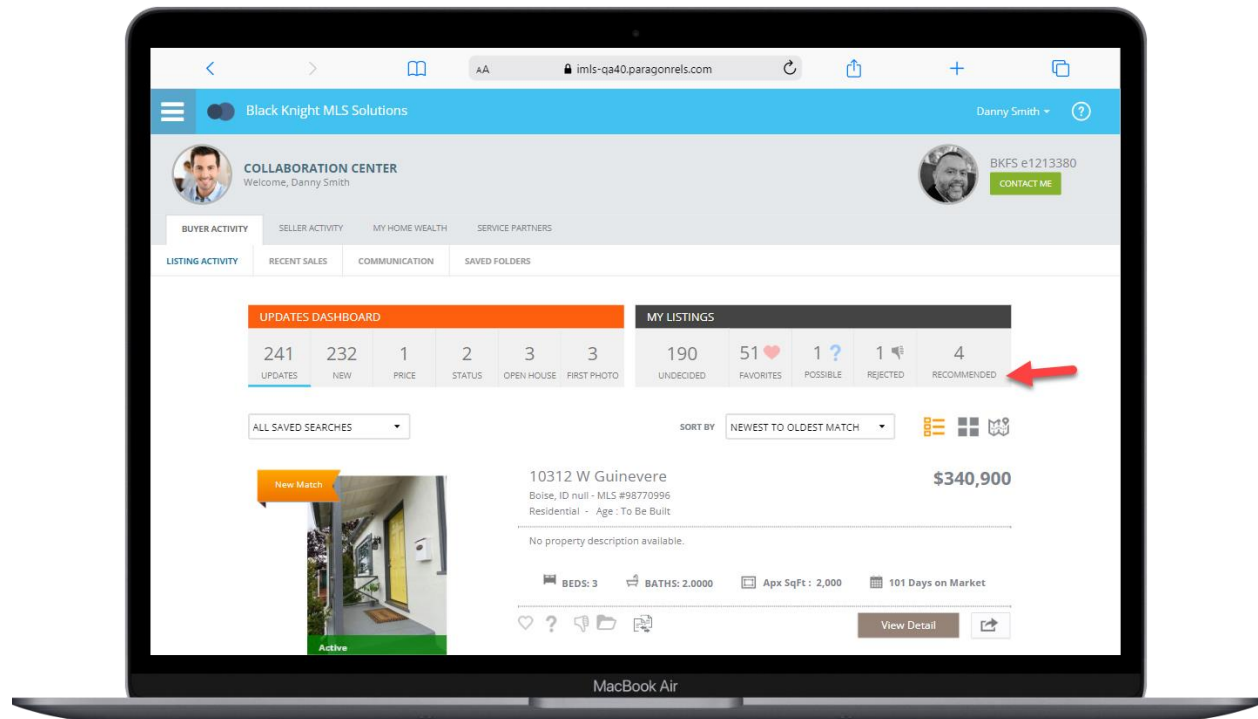 AA imls-qa40.paragonrels.com
Black Knight MLS Solutions
Danny Smith
?
COLLABORATION CENTER
Welcome, Danny Smith
BKFS e1213380
CONTACT ME
BUYER ACTIVITY SELLER ACTIVITY MY HOME WEALTH SERVICE PARTNERS
LISTING ACTIVITY RECENT SALES COMMUNICATION SAVED FOLDERS
UPDATES DASHBOARD
241 232 1 2 3 3
UPDATES NEW PRICE STATUS OPEN HOUSE FIRST PHOTO
MY LISTINGS
190 51 1 ? 1 4
UNDECIDED FAVORITES POSSIBLE REJECTED RECOMMENDED
ALL SAVED SEARCHES
SORT BY NEWEST TO OLDEST MATCH
New Match
10312 W Guinevere
$340,900
Boise, ID null - MLS #98770996
Residential - Age : To Be Built
No property description available.
BEDS: 3 BATHS: 2.0000 Apx SqFt : 2,000 101 Days on Market
?
View Detail
Active
MacBook Air